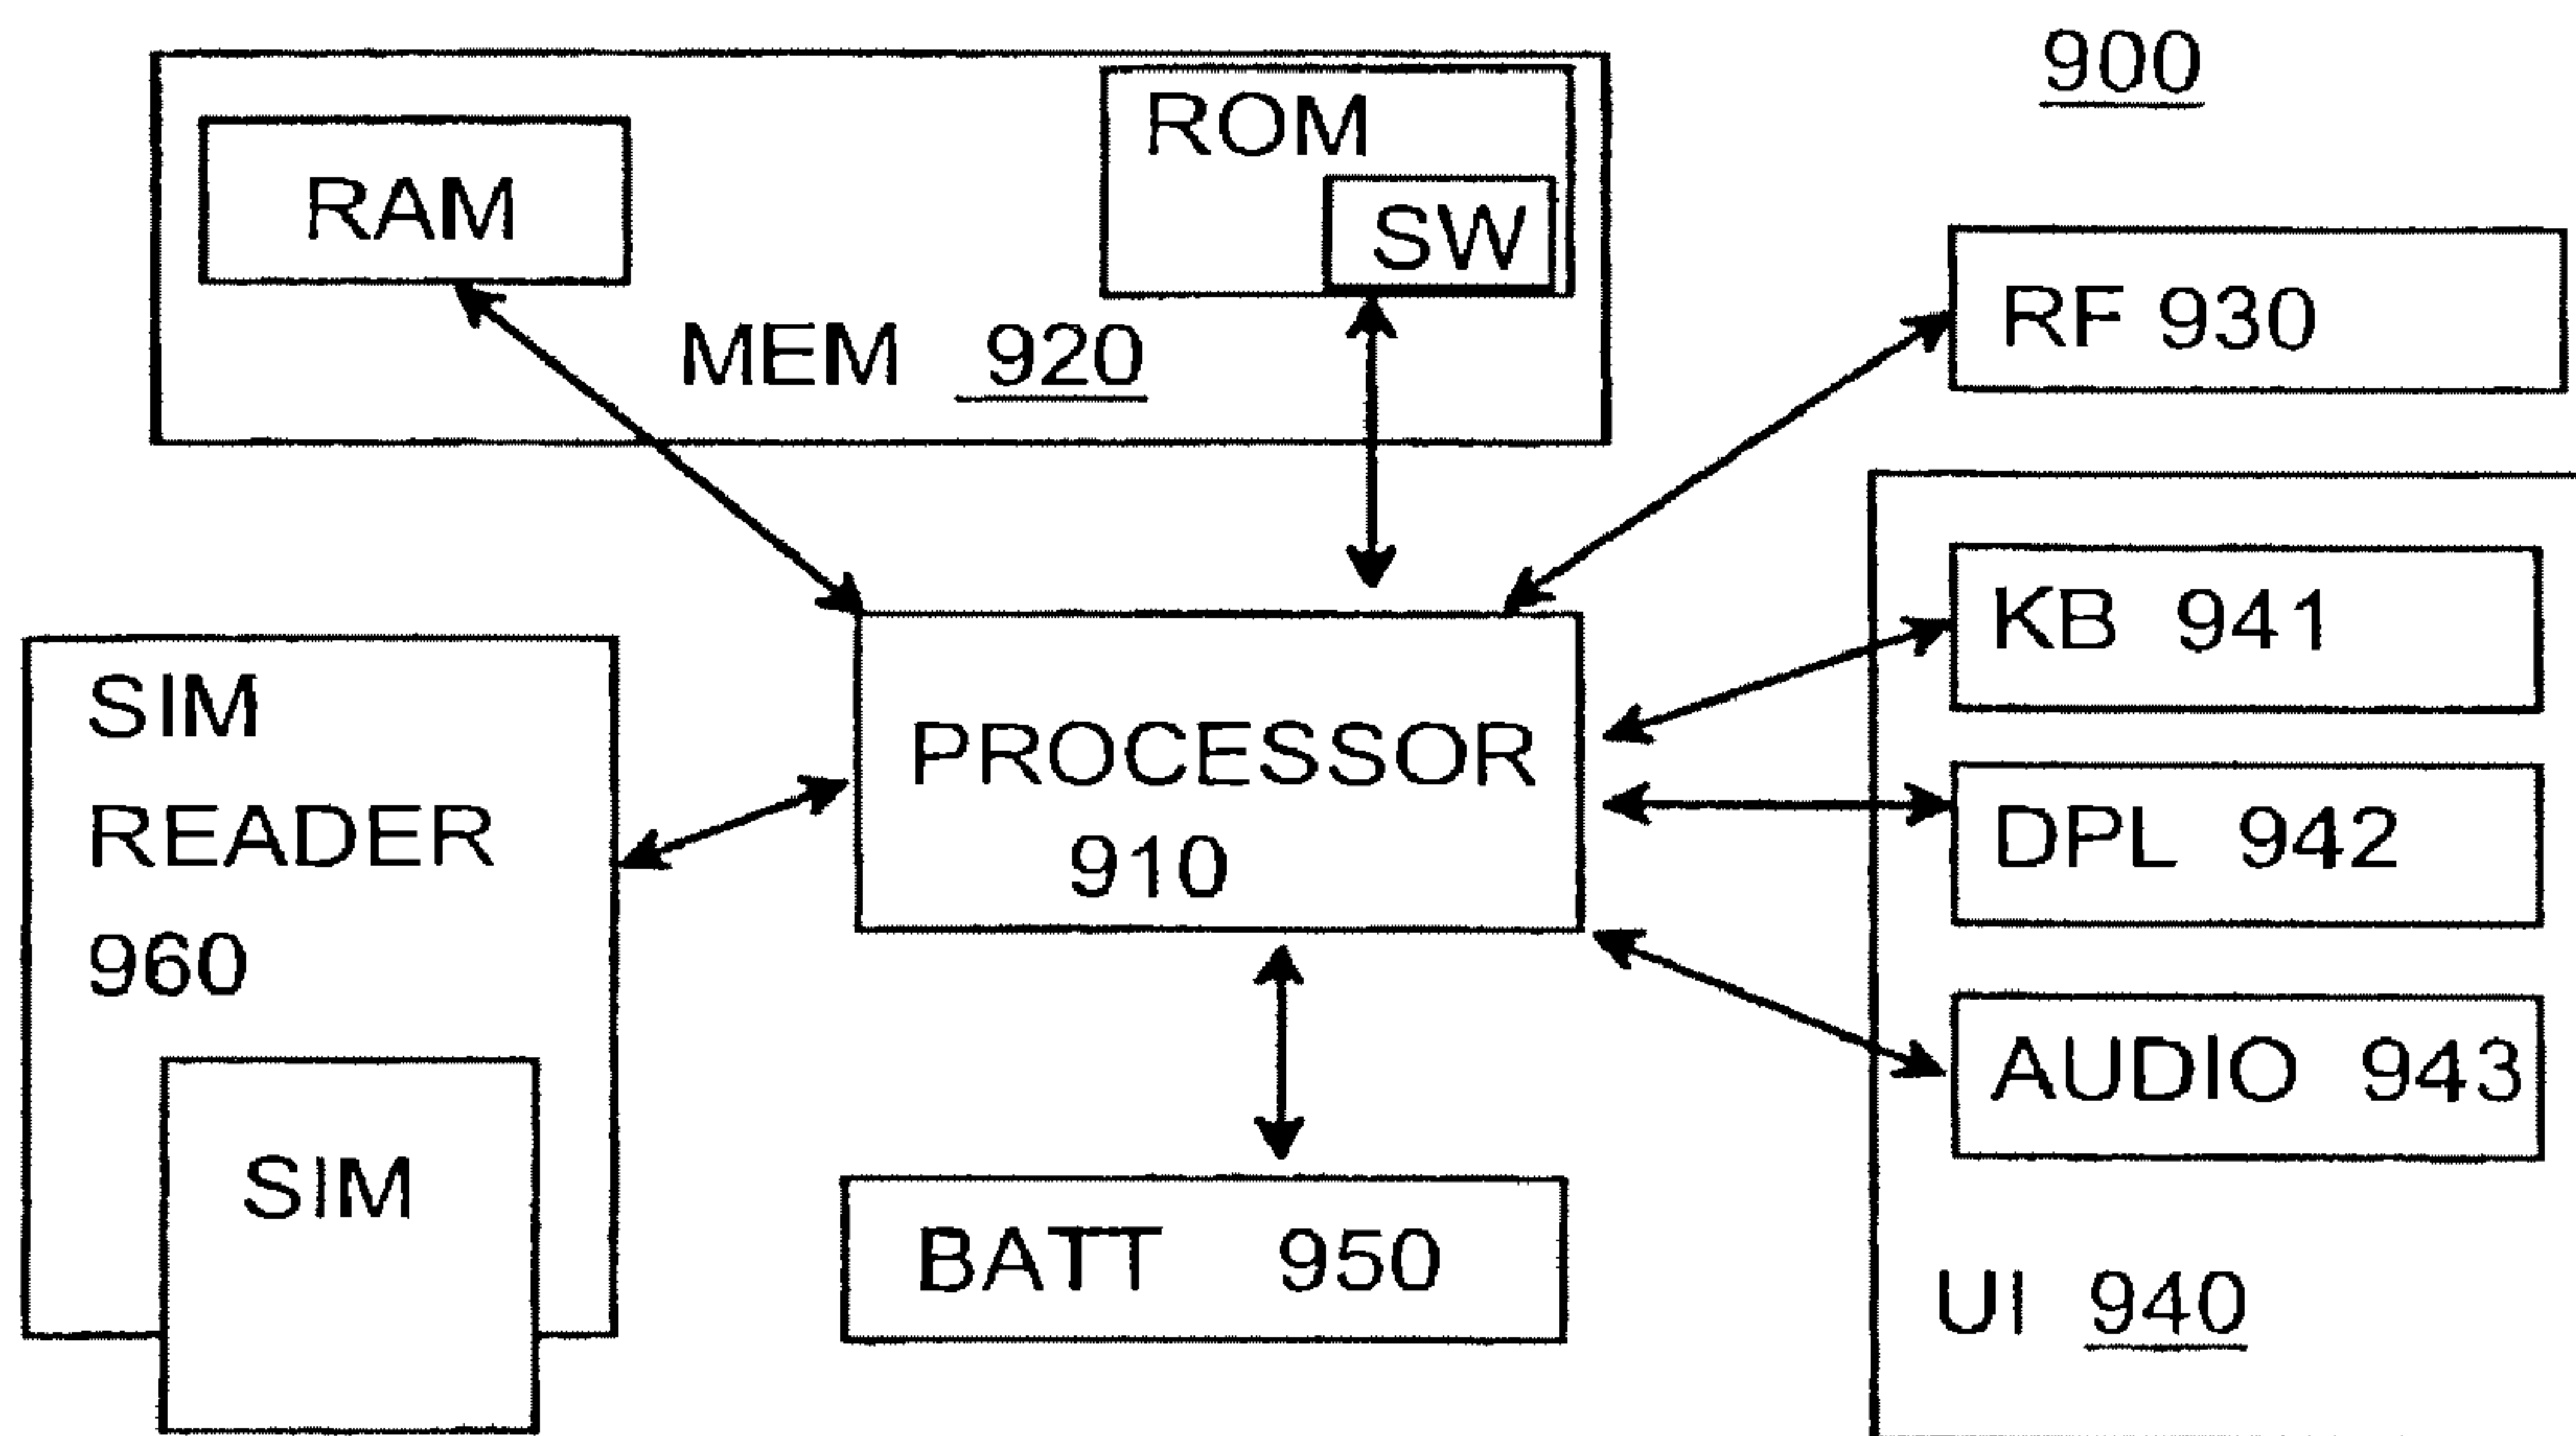 900
ROM
RAM
SW
MEM 920
RF 930
KB 941
SIM
READER
960
PROCESSOR
910
DPL 942
AUDIO 943
SIM
BATT 950
UI 940